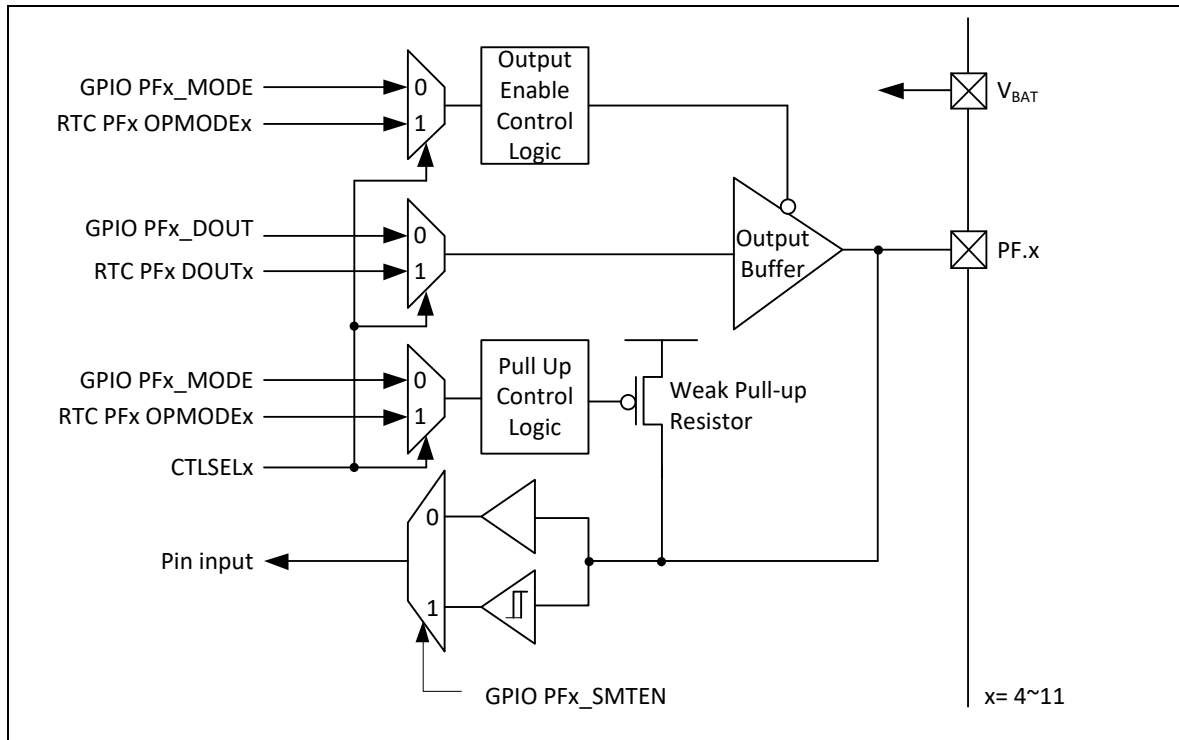 GPIO PFx_MODE
RTC PFx OPMODEx
0
1
Output
Enable
Control
Logic
VBAT
GPIO PFx_DOUT
RTC PFx DOUTx
0
1
Output
Buffer
PF.x
GPIO PFx_MODE
RTC PFx OPMODEx
CTLSELx
0
1
Pull Up
Control
Logic
Weak Pull-up
Resistor
Pin input
0
1
GPIO PFx_SMTEN
x= 4~11